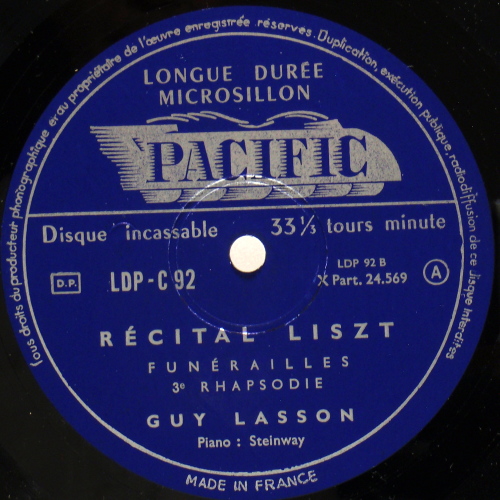 Tous droits du producteur phonographique et du propriétaire de l'œuvre enregistrée réservés. Duplication, exécution publique, radiodiffusion de ce disque interdites
LONGUE DURÉE
MICROSILLON
PACIFIC
Disque incassable 33⅓ tours minute
D.P. LDP-C 92
LDP 92 B
X Part. 24.569
A
RÉCITAL LISZT
FUNÉRAILLES
3e RHAPSODIE
GUY LASSON
Piano : Steinway
MADE IN FRANCE